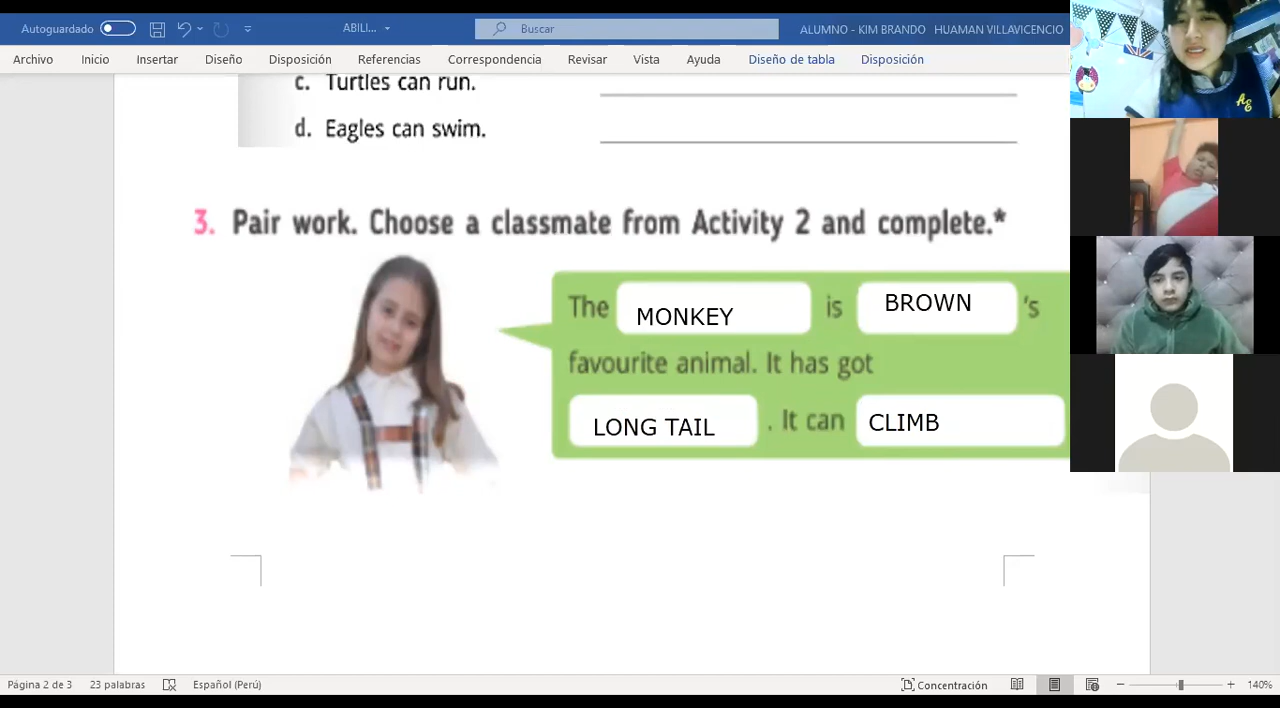 Autoguardado
ABILI...
Buscar
ALUMNO - KIM BRANDO HUAMAN VILLAVICENCIO
Archivo Inicio Insertar Diseño Disposición Referencias Correspondencia Revisar Vista Ayuda Diseño de tabla Disposición
c. Turtles can run.
d. Eagles can swim.
3. Pair work. Choose a classmate from Activity 2 and complete.*
The MONKEY is BROWN 's
favourite animal. It has got
LONG TAIL . It can CLIMB
AE
Página 2 de 3 23 palabras Español (Perú) Concentración 140%